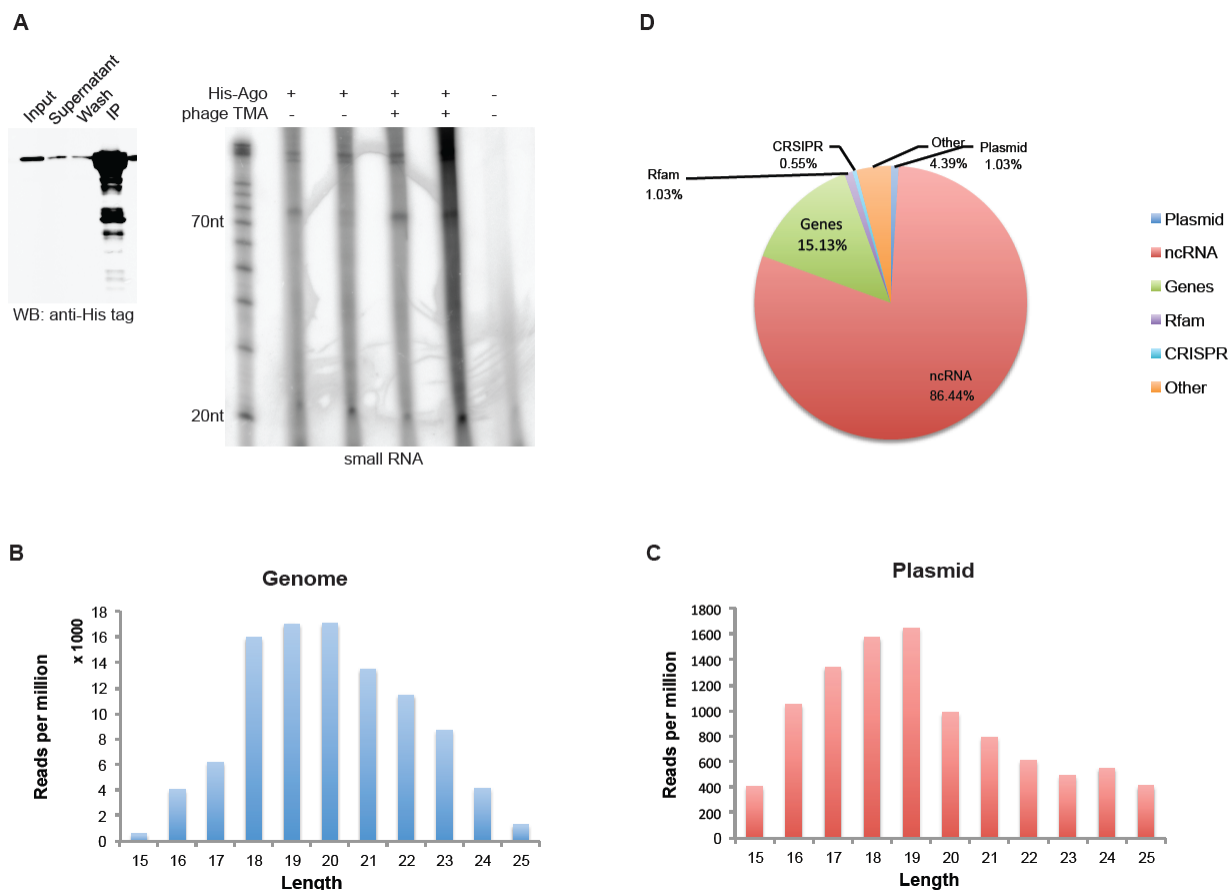 A
Input
Supernatant
Wash
IP
WB: anti-His tag
His-Ago + + + + -
phage TMA - - + + -
70nt
20nt
small RNA
D
CRSIPR
0.55%
Other
4.39%
Plasmid
1.03%
Rfam
1.03%
Genes
15.13%
ncRNA
86.44%
Plasmid
ncRNA
Genes
Rfam
CRISPR
Other
B
Genome
Reads per million
x 1000
18
16
14
12
10
8
6
4
2
0
15 16 17 18 19 20 21 22 23 24 25
Length
C
Plasmid
Reads per million
1800
1600
1400
1200
1000
800
600
400
200
0
15 16 17 18 19 20 21 22 23 24 25
Length